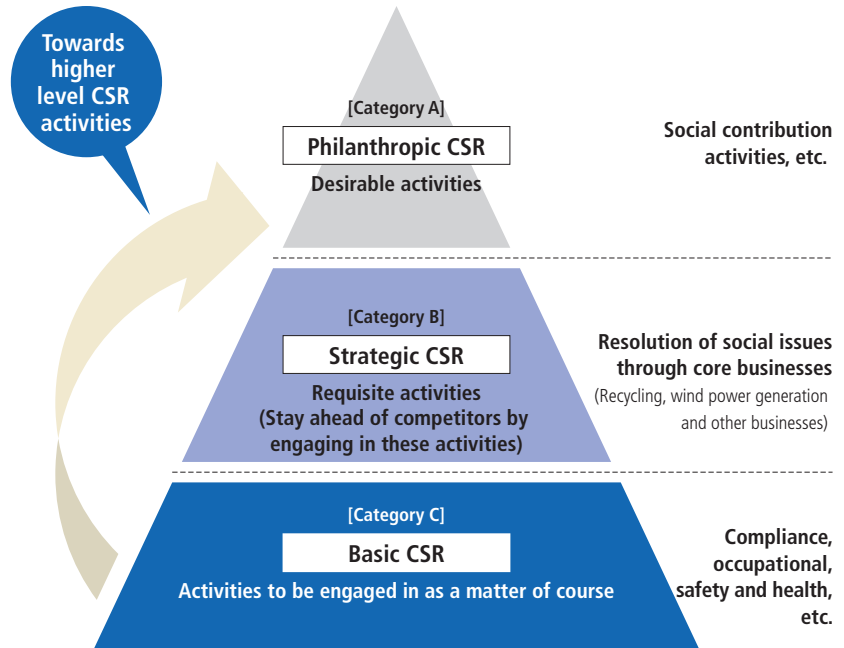 Towards
higher
level CSR
activities
[Category A]
Philanthropic CSR
Desirable activities
Social contribution
activities, etc.
[Category B]
Strategic CSR
Requisite activities
(Stay ahead of competitors by
engaging in these activities)
Resolution of social issues
through core businesses
(Recycling, wind power generation
and other businesses)
[Category C]
Basic CSR
Activities to be engaged in as a matter of course
Compliance,
occupational,
safety and health,
etc.